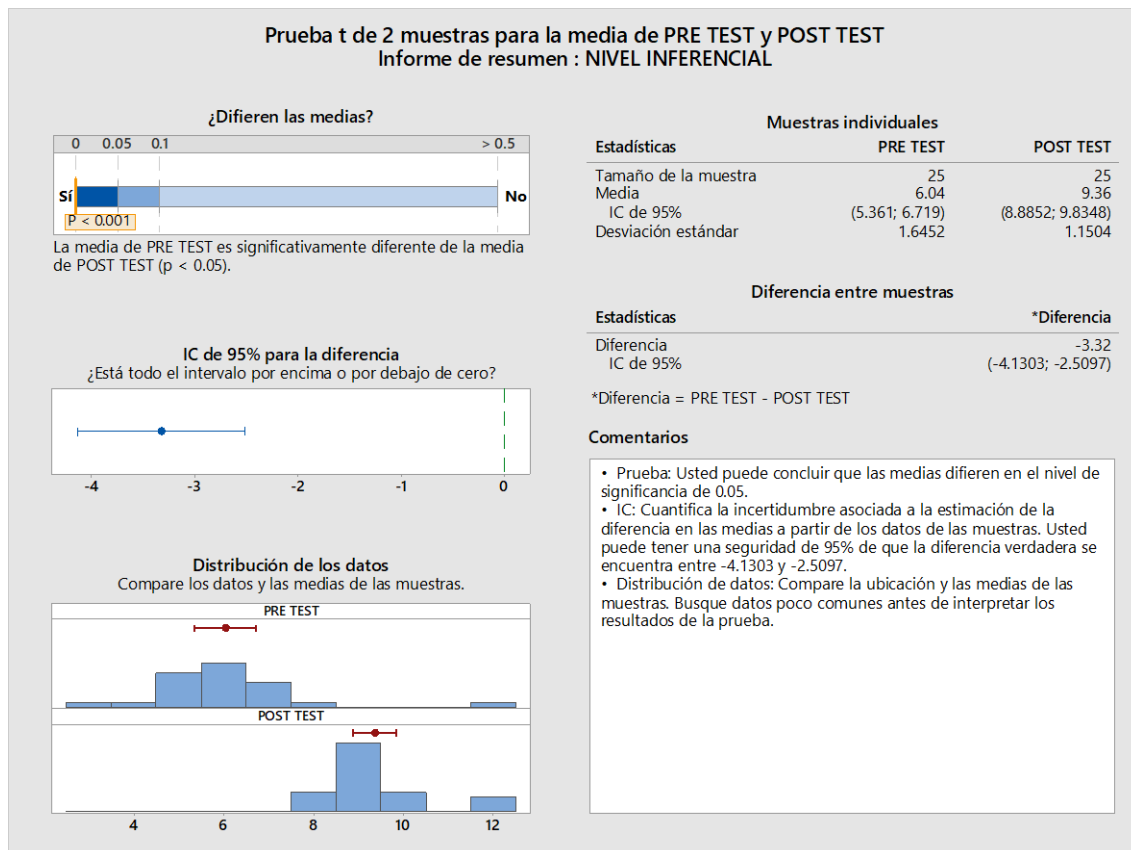 Prueba t de 2 muestras para la media de PRE TEST y POST TEST
Informe de resumen : NIVEL INFERENCIAL
¿Difieren las medias?
0 0.05 0.1 > 0.5
Sí No
P < 0.001
La media de PRE TEST es significativamente diferente de la media
de POST TEST (p < 0.05).
IC de 95% para la diferencia
¿Está todo el intervalo por encima o por debajo de cero?
-4 -3 -2 -1 0
Distribución de los datos
Compare los datos y las medias de las muestras.
PRE TEST
POST TEST
4 6 8 10 12
Muestras individuales
Estadísticas PRE TEST POST TEST
Tamaño de la muestra 25 25
Media 6.04 9.36
IC de 95% (5.361; 6.719) (8.8852; 9.8348)
Desviación estándar 1.6452 1.1504
Diferencia entre muestras
Estadísticas *Diferencia
Diferencia -3.32
IC de 95% (-4.1303; -2.5097)
*Diferencia = PRE TEST - POST TEST
Comentarios
• Prueba: Usted puede concluir que las medias difieren en el nivel de
significancia de 0.05.
• IC: Cuantifica la incertidumbre asociada a la estimación de la
diferencia en las medias a partir de los datos de las muestras. Usted
puede tener una seguridad de 95% de que la diferencia verdadera se
encuentra entre -4.1303 y -2.5097.
• Distribución de datos: Compare la ubicación y las medias de las
muestras. Busque datos poco comunes antes de interpretar los
resultados de la prueba.